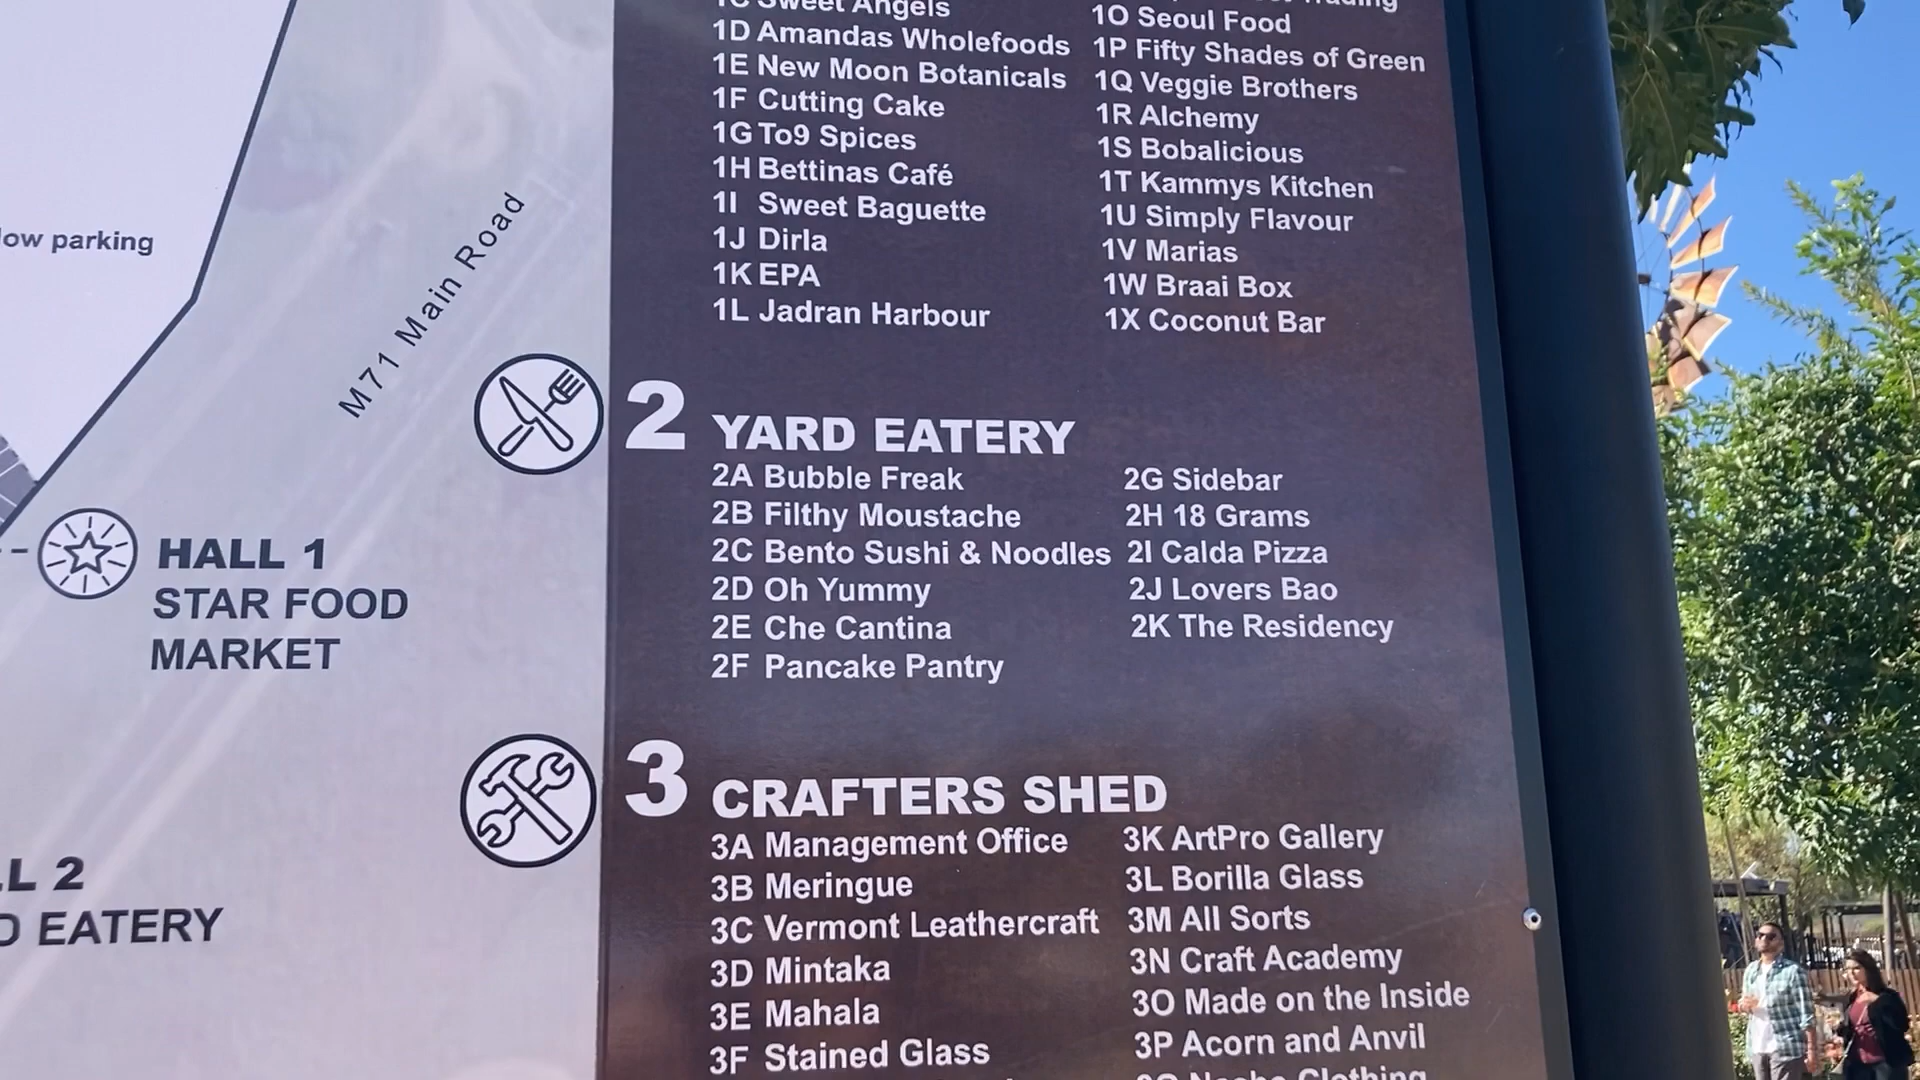 1C Sweet Angels
1D Amandas Wholefoods
1E New Moon Botanicals
1F Cutting Cake
1G To9 Spices
1H Bettinas Café
1I Sweet Baguette
1J Dirla
1K EPA
1L Jadran Harbour
Trading
1O Seoul Food
1P Fifty Shades of Green
1Q Veggie Brothers
1R Alchemy
1S Bobalicious
1T Kammys Kitchen
1U Simply Flavour
1V Marias
1W Braai Box
1X Coconut Bar
low parking
M71 Main Road
2 YARD EATERY
2A Bubble Freak
2B Filthy Moustache
2C Bento Sushi & Noodles
2D Oh Yummy
2E Che Cantina
2F Pancake Pantry
2G Sidebar
2H 18 Grams
2I Calda Pizza
2J Lovers Bao
2K The Residency
HALL 1
STAR FOOD
MARKET
LL 2
D EATERY
3 CRAFTERS SHED
3A Management Office
3B Meringue
3C Vermont Leathercraft
3D Mintaka
3E Mahala
3F Stained Glass
3K ArtPro Gallery
3L Borilla Glass
3M All Sorts
3N Craft Academy
3O Made on the Inside
3P Acorn and Anvil
Clothing